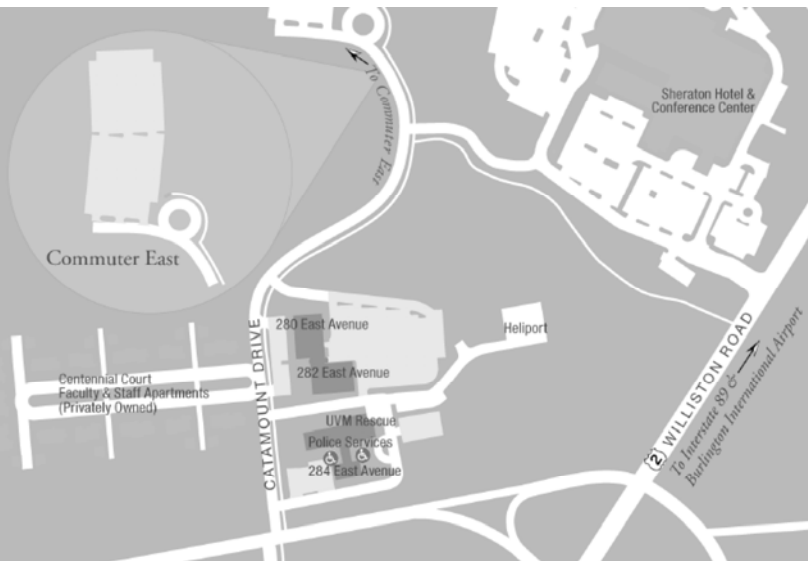 To Commuter East
Sheraton Hotel &
Conference Center
Commuter East
280 East Avenue
Heliport
282 East Avenue
Centennial Court
Faculty & Staff Apartments
(Privately Owned)
CATAMOUNT DRIVE
UVM Rescue
Police Services
284 East Avenue
2 WILLISTON ROAD
To Interstate 89 &
Burlington International Airport